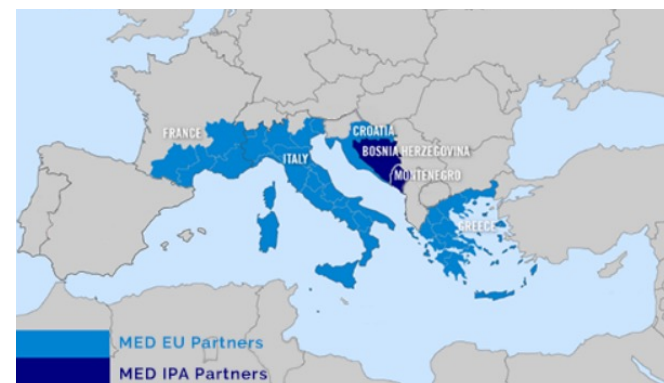 FRANCE
CROATIA
ITALY
BOSNIA HERZEGOVINA
MONTENEGRO
GREECE
MED EU Partners
MED IPA Partners